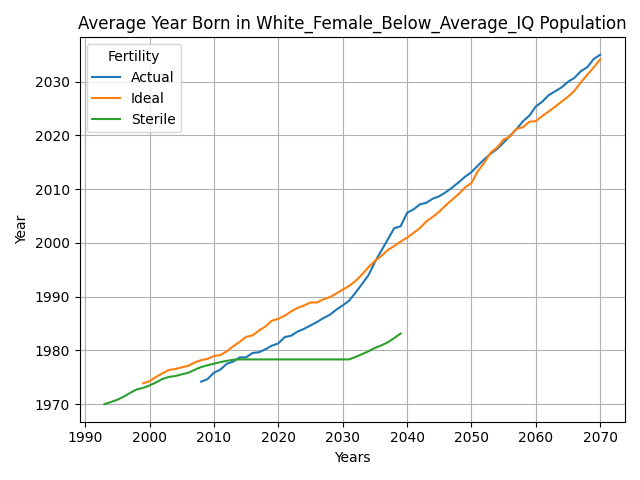 Average Year Born in White_Female_Below_Average_IQ Population
Fertility
Actual
Ideal
Sterile
Year
2030
2020
2010
2000
1990
1980
1970
1990 2000 2010 2020 2030 2040 2050 2060 2070
Years